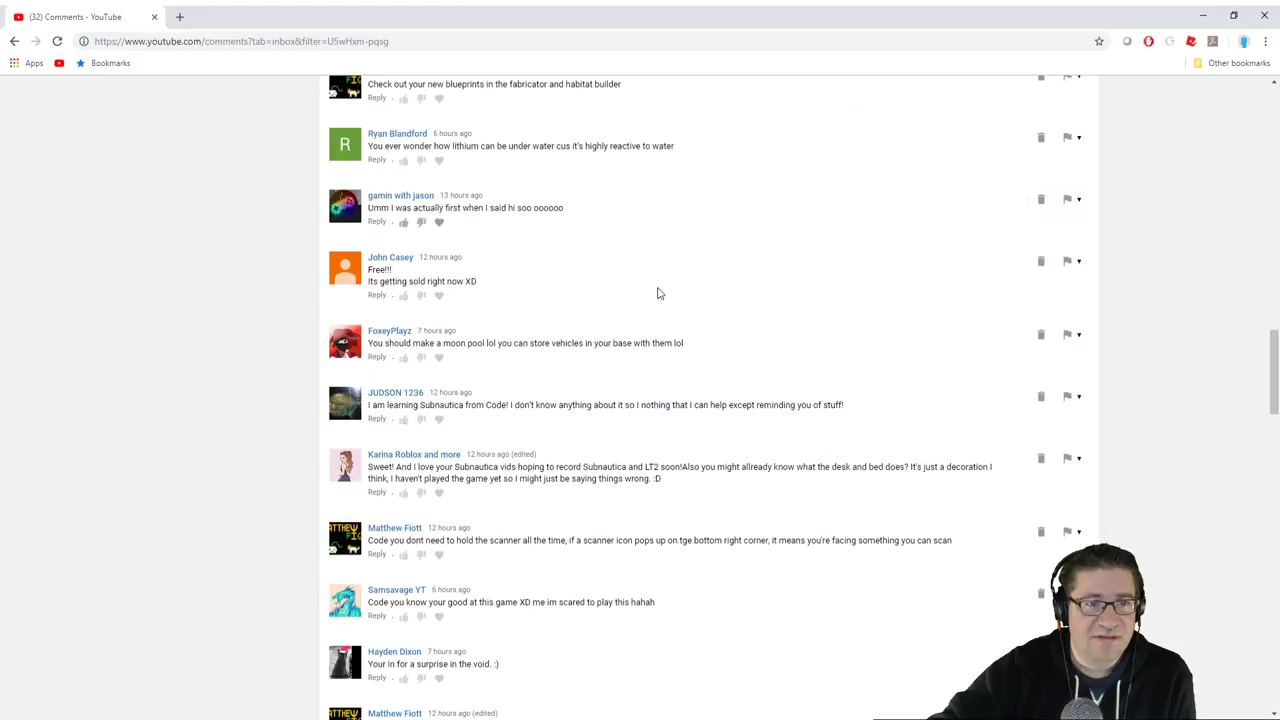 (32) Comments - YouTube
https://www.youtube.com/comments?tab=inbox&filter=U5wHxm-pqsg
Apps
Bookmarks
Other bookmarks
Check out your new blueprints in the fabricator and habitat builder
Reply
Ryan Blandford 6 hours ago
R
You ever wonder how lithium can be under water cus it's highly reactive to water
Reply
gamin with jason 13 hours ago
Umm I was actually first when I said hi soo oooooo
Reply
John Casey 12 hours ago
Free!!!
Its getting sold right now XD
Reply
FoxeyPlayz 7 hours ago
You should make a moon pool lol you can store vehicles in your base with them lol
Reply
JUDSON 1236 12 hours ago
I am learning Subnautica from Code! I don't know anything about it so I nothing that I can help except reminding you of stuff!
Reply
Karina Roblox and more 12 hours ago (edited)
Sweet! And I love your Subnautica vids hoping to record Subnautica and LT2 soon!Also you might allready know what the desk and bed does? It's just a decoration I
think, I haven't played the game yet so I might just be saying things wrong. :D
Reply
Matthew Fiott 12 hours ago
Code you dont need to hold the scanner all the time, if a scanner icon pops up on tge bottom right corner, it means you're facing something you can scan
Reply
Samsavage YT 6 hours ago
Code you know your good at this game XD me im scared to play this hahah
Reply
Hayden Dixon 7 hours ago
Your in for a surprise in the void. :)
Reply
Matthew Fiott 12 hours ago (edited)